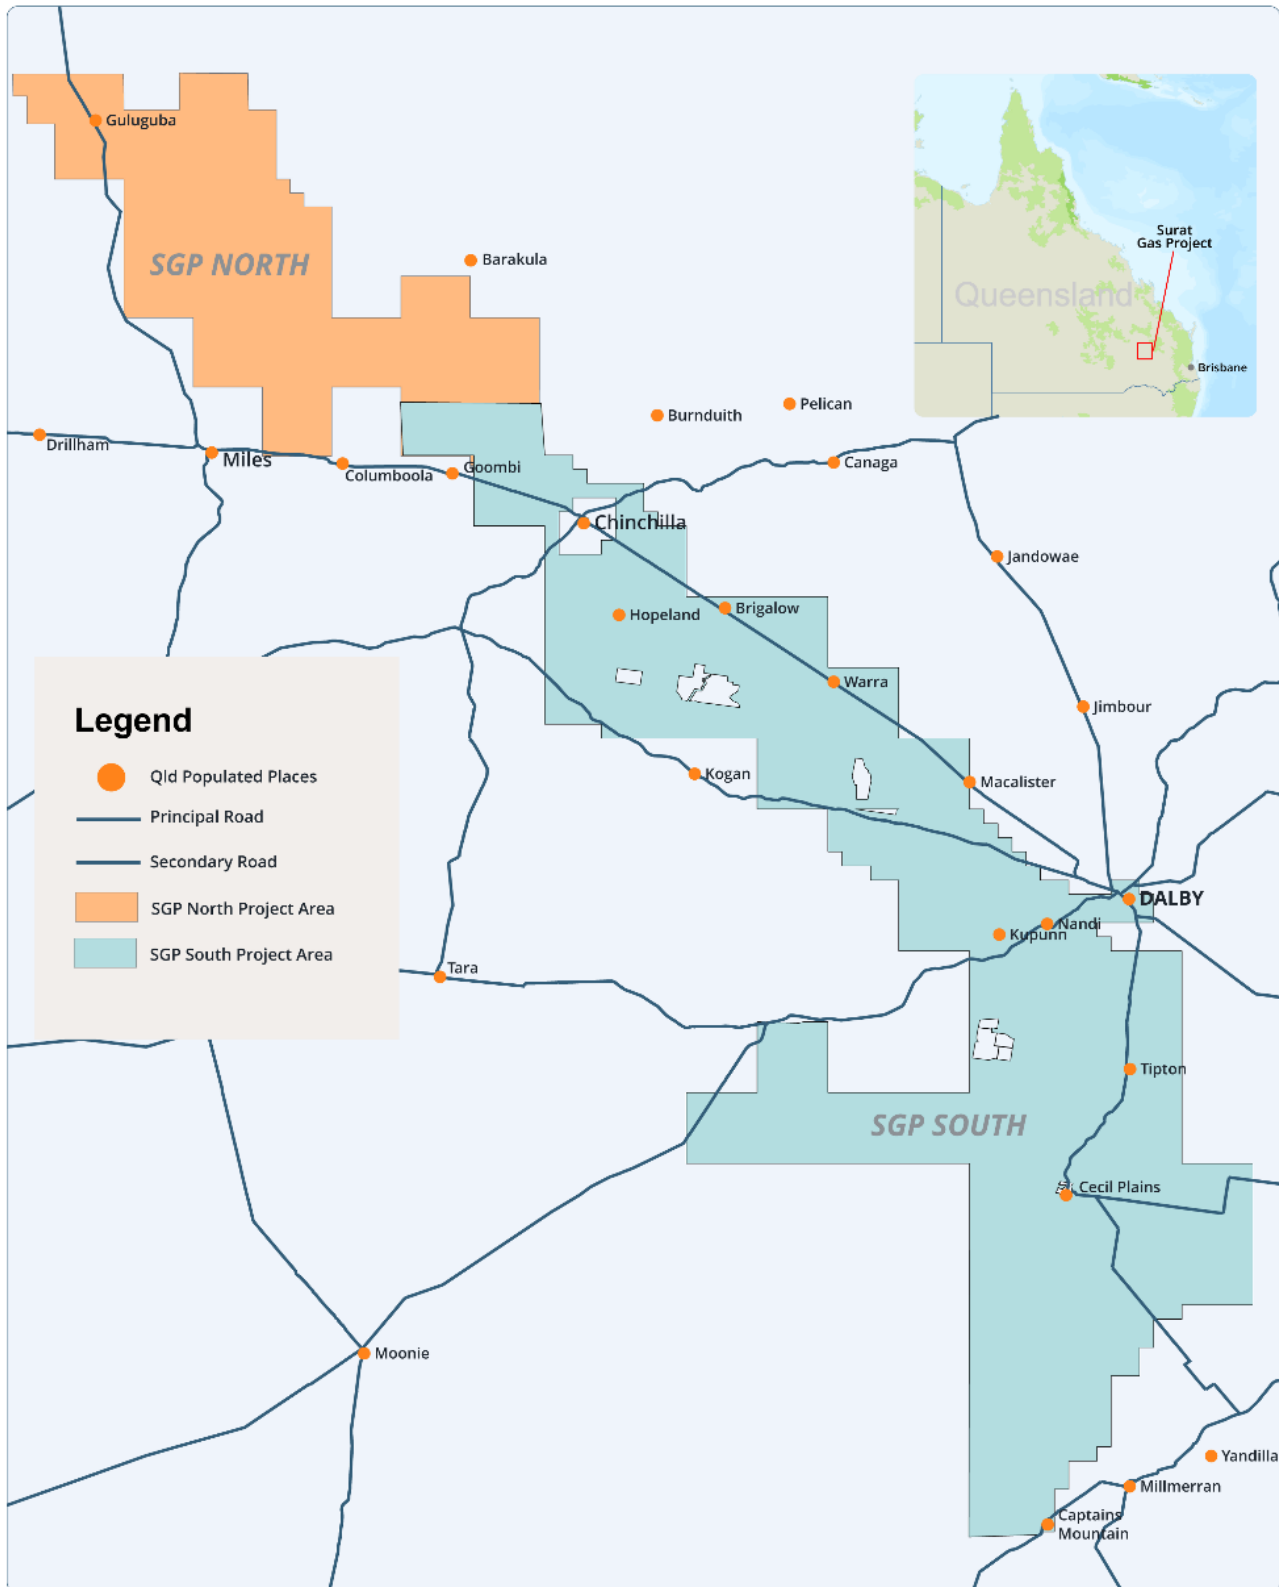 Guluguba
SGP NORTH
Barakula
Surat
Gas Project
Queensland
Brisbane
Pelican
Burnduith
Drillham
Miles
Columboola
Goombi
Canaga
Chinchilla
Jandowae
Hopeland
Brigalow
Warra
Jimbour
Kogan
Macalister
Legend
Qld Populated Places
Principal Road
Secondary Road
SGP North Project Area
SGP South Project Area
DALBY
Nandi
Kupunn
Tara
Tipton
SGP SOUTH
Cecil Plains
Moonie
Yandilla
Millmerran
Captains
Mountain